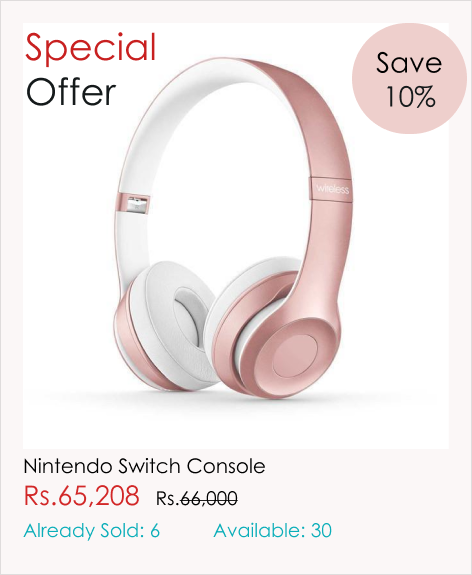 Special
Offer
Save
10%
wireless
Nintendo Switch Console
Rs.65,208 Rs.66,000
Already Sold: 6 Available: 30